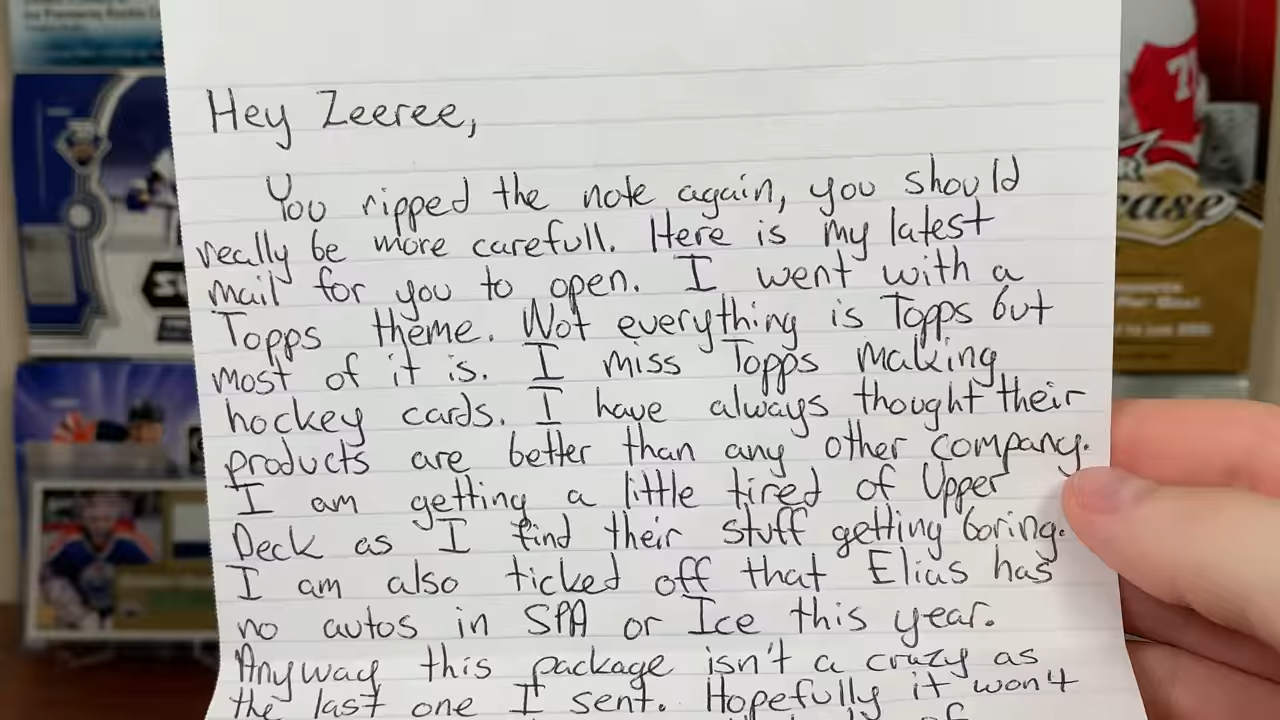 Hey Zeeree,
You ripped the note again, you should
really be more carefull. Here is my latest
mail for you to open. I went with a
Topps theme. Not everything is Topps but
most of it is. I miss Topps making
hockey cards. I have always thought their
products are better than any other company.
I am getting a little tired of Upper
Deck as I find their stuff getting boring.
I am also ticked off that Elias has
no autos in SPA or Ice this year.
Anyway this package isn't a crazy as
the last one I sent. Hopefully it won't
of